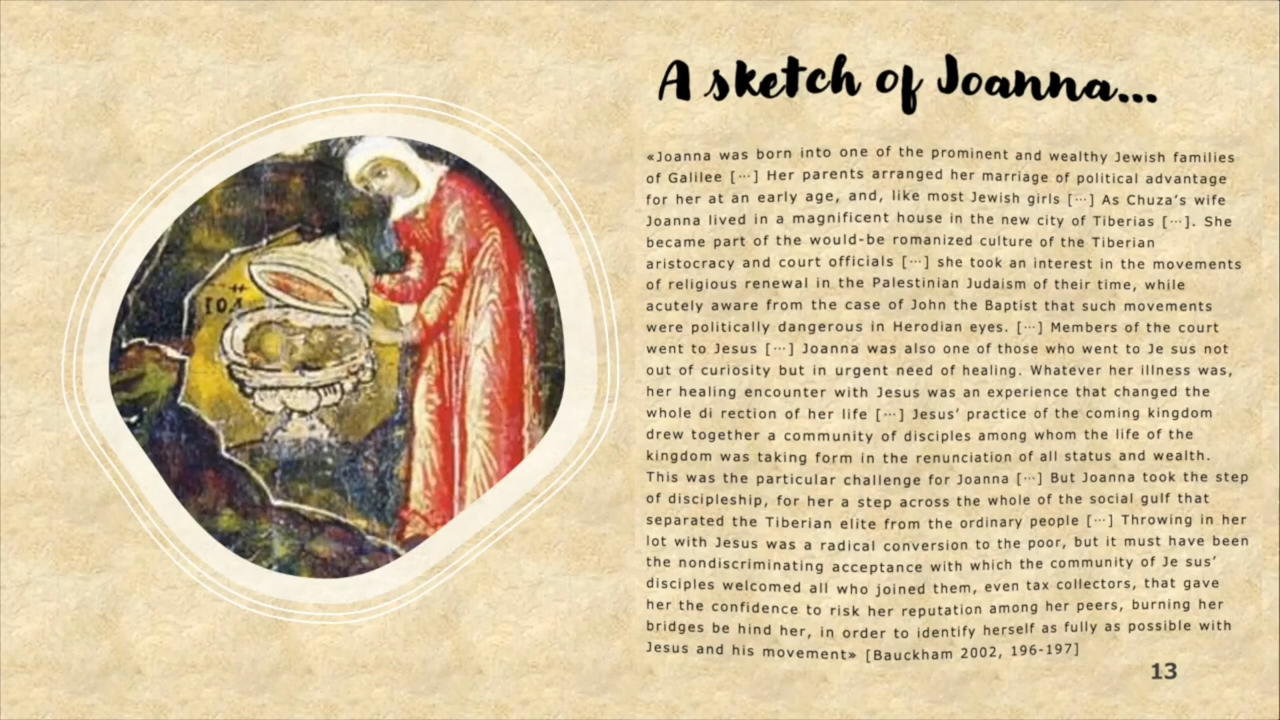 A sketch of Joanna...
ΙΟΑ
«Joanna was born into one of the prominent and wealthy Jewish families
of Galilee [···] Her parents arranged her marriage of political advantage
for her at an early age, and, like most Jewish girls [···] As Chuza's wife
Joanna lived in a magnificent house in the new city of Tiberias [···]. She
became part of the would-be romanized culture of the Tiberian
aristocracy and court officials [···] she took an interest in the movements
of religious renewal in the Palestinian Judaism of their time, while
acutely aware from the case of John the Baptist that such movements
were politically dangerous in Herodian eyes. [···] Members of the court
went to Jesus [···] Joanna was also one of those who went to Je sus not
out of curiosity but in urgent need of healing. Whatever her illness was,
her healing encounter with Jesus was an experience that changed the
whole di rection of her life [···] Jesus' practice of the coming kingdom
drew together a community of disciples among whom the life of the
kingdom was taking form in the renunciation of all status and wealth.
This was the particular challenge for Joanna [···] But Joanna took the step
of discipleship, for her a step across the whole of the social gulf that
separated the Tiberian elite from the ordinary people [···] Throwing in her
lot with Jesus was a radical conversion to the poor, but it must have been
the nondiscriminating acceptance with which the community of Je sus'
disciples welcomed all who joined them, even tax collectors, that gave
her the confidence to risk her reputation among her peers, burning her
bridges be hind her, in order to identify herself as fully as possible with
Jesus and his movement» [Bauckham 2002, 196-197]
13